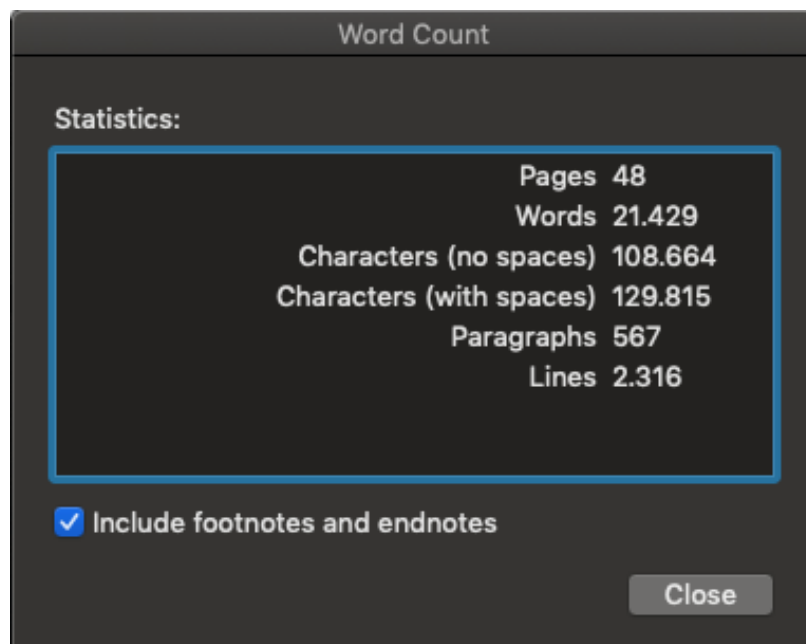 Word Count
Statistics:
Pages 48
Words 21.429
Characters (no spaces) 108.664
Characters (with spaces) 129.815
Paragraphs 567
Lines 2.316
Include footnotes and endnotes
Close